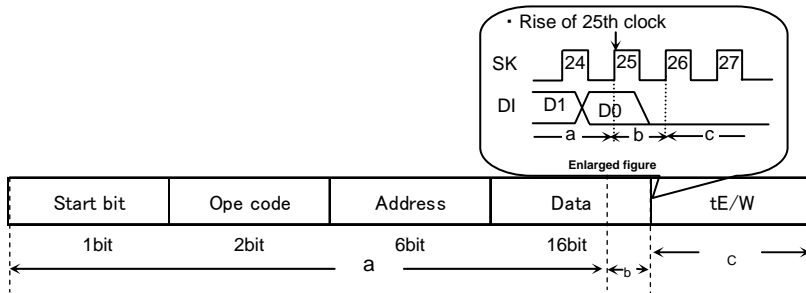 ・Rise of 25th clock
SK 24 25 26 27
DI D1 D0
a b c
Enlarged figure
Start bit Ope code Address Data tE/W
1bit 2bit 6bit 16bit
a b c